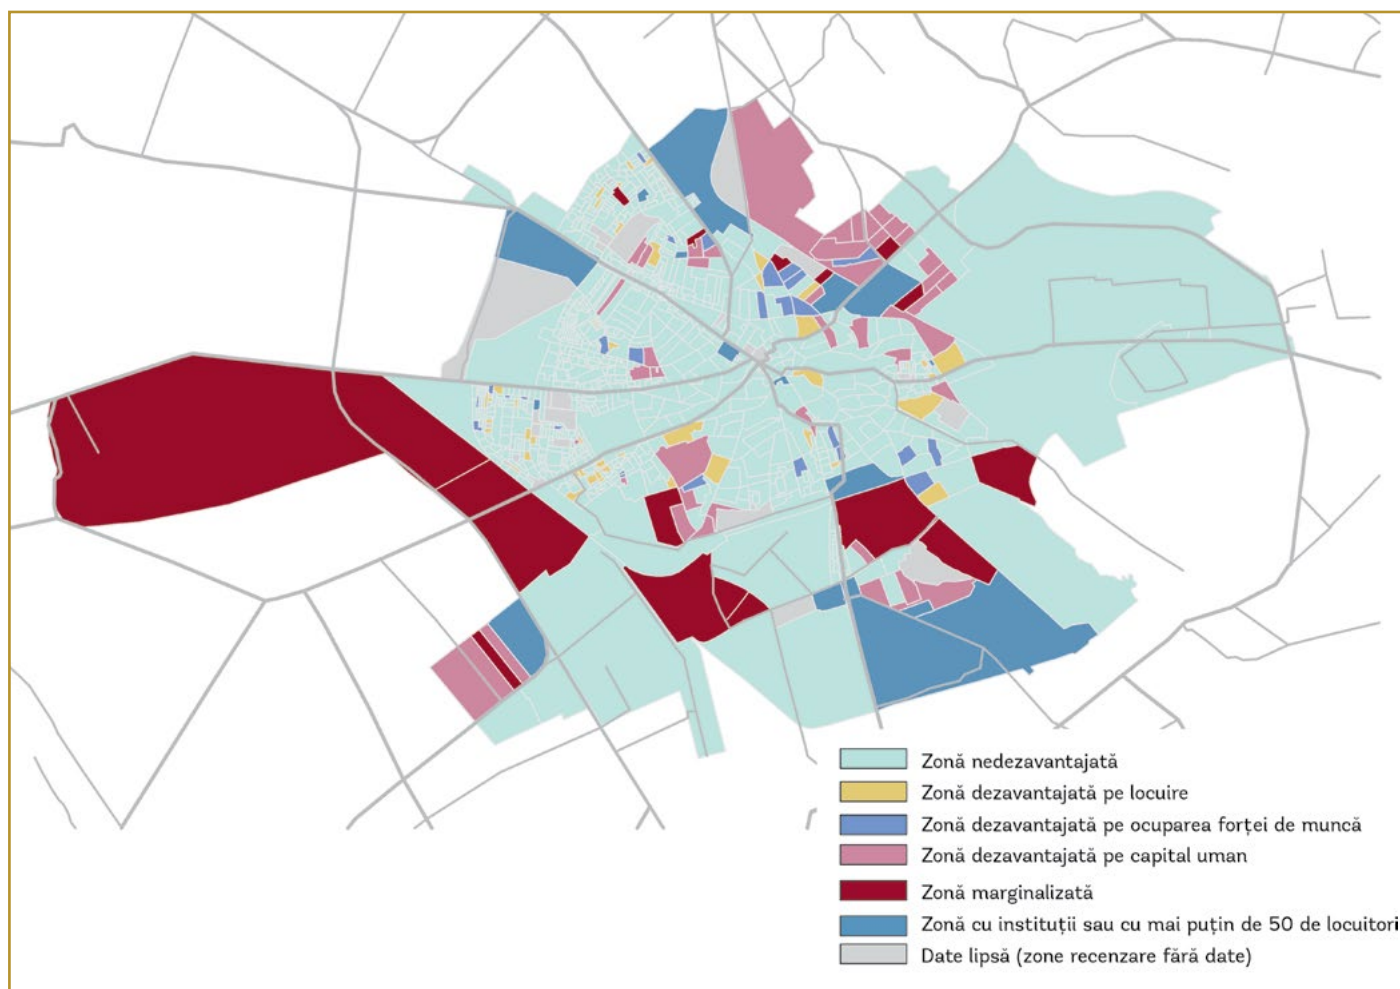 Zonă nedezavantajată
Zonă dezavantajată pe locuire
Zonă dezavantajată pe ocuparea forței de muncă
Zonă dezavantajată pe capital uman
Zonă marginalizată
Zonă cu instituții sau cu mai puțin de 50 de locuitori
Date lipsă (zone recenzare fără date)